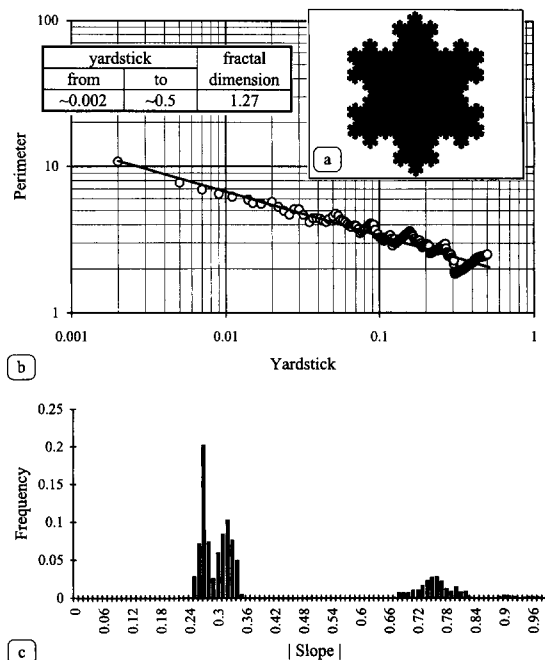 100
yardstick fractal
from to dimension
~0.002 ~0.5 1.27
a
10
Perimeter
1
0.001 0.01 0.1 1
b
Yardstick
0.25
0.2
0.15
0.1
0.05
0
Frequency
0 0.06 0.12 0.18 0.24 0.3 0.36 0.42 0.48 0.54 0.6 0.66 0.72 0.78 0.84 0.9 0.96
| Slope |
c